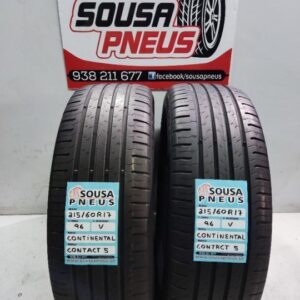 SOUSA
PNEUS
938 211 677
facebook.com/sousapneus
SOUSA
PNEUS
215/60R17
96 V
CONTINENTAL
CONTACT 5
SOUSA
PNEUS
215/60R17
96 V
CONTINENTAL
CONTACT 5